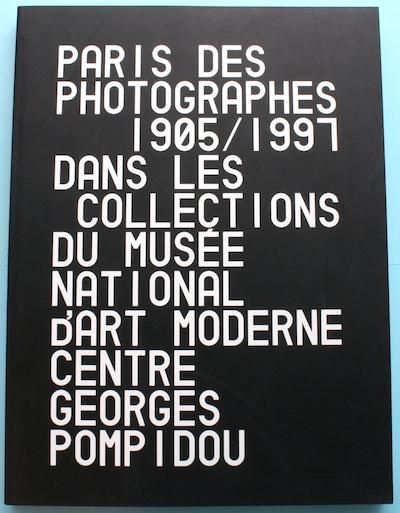 PARIS DES
PHOTOGRAPHES
1905/1997
DANS LES
COLLECTIONS
DU MUSÉE
NATIONAL
D'ART MODERNE
CENTRE
GEORGES
POMPIDOU